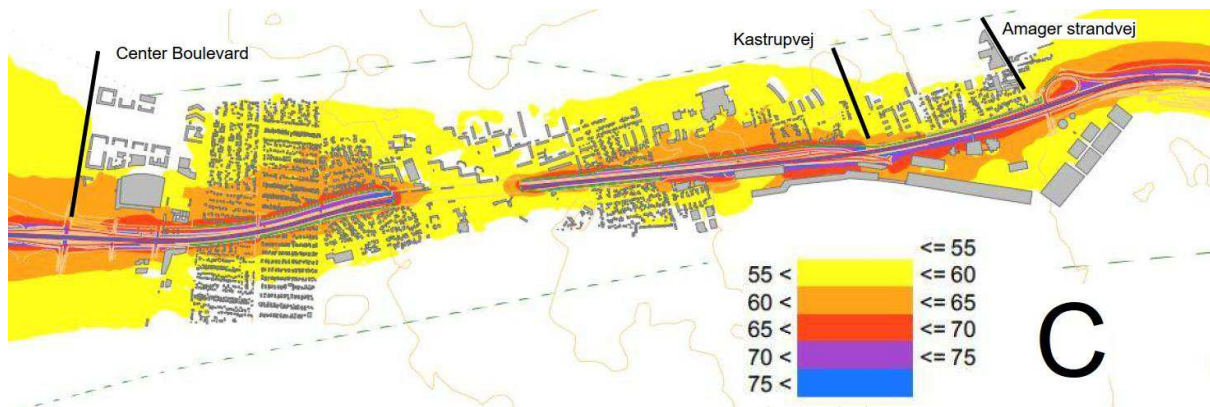 Center Boulevard
Kastrupvej
Amager strandvej
<= 55
55 < <= 60
60 < <= 65
65 < <= 70
70 < <= 75
75 <
C